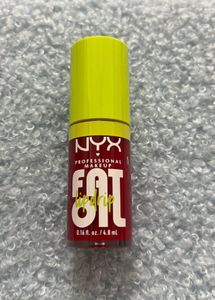 NYX
PROFESSIONAL
MAKEUP
FAT
lip drip
OIL
0.16 fl. oz. / 4.8 mL